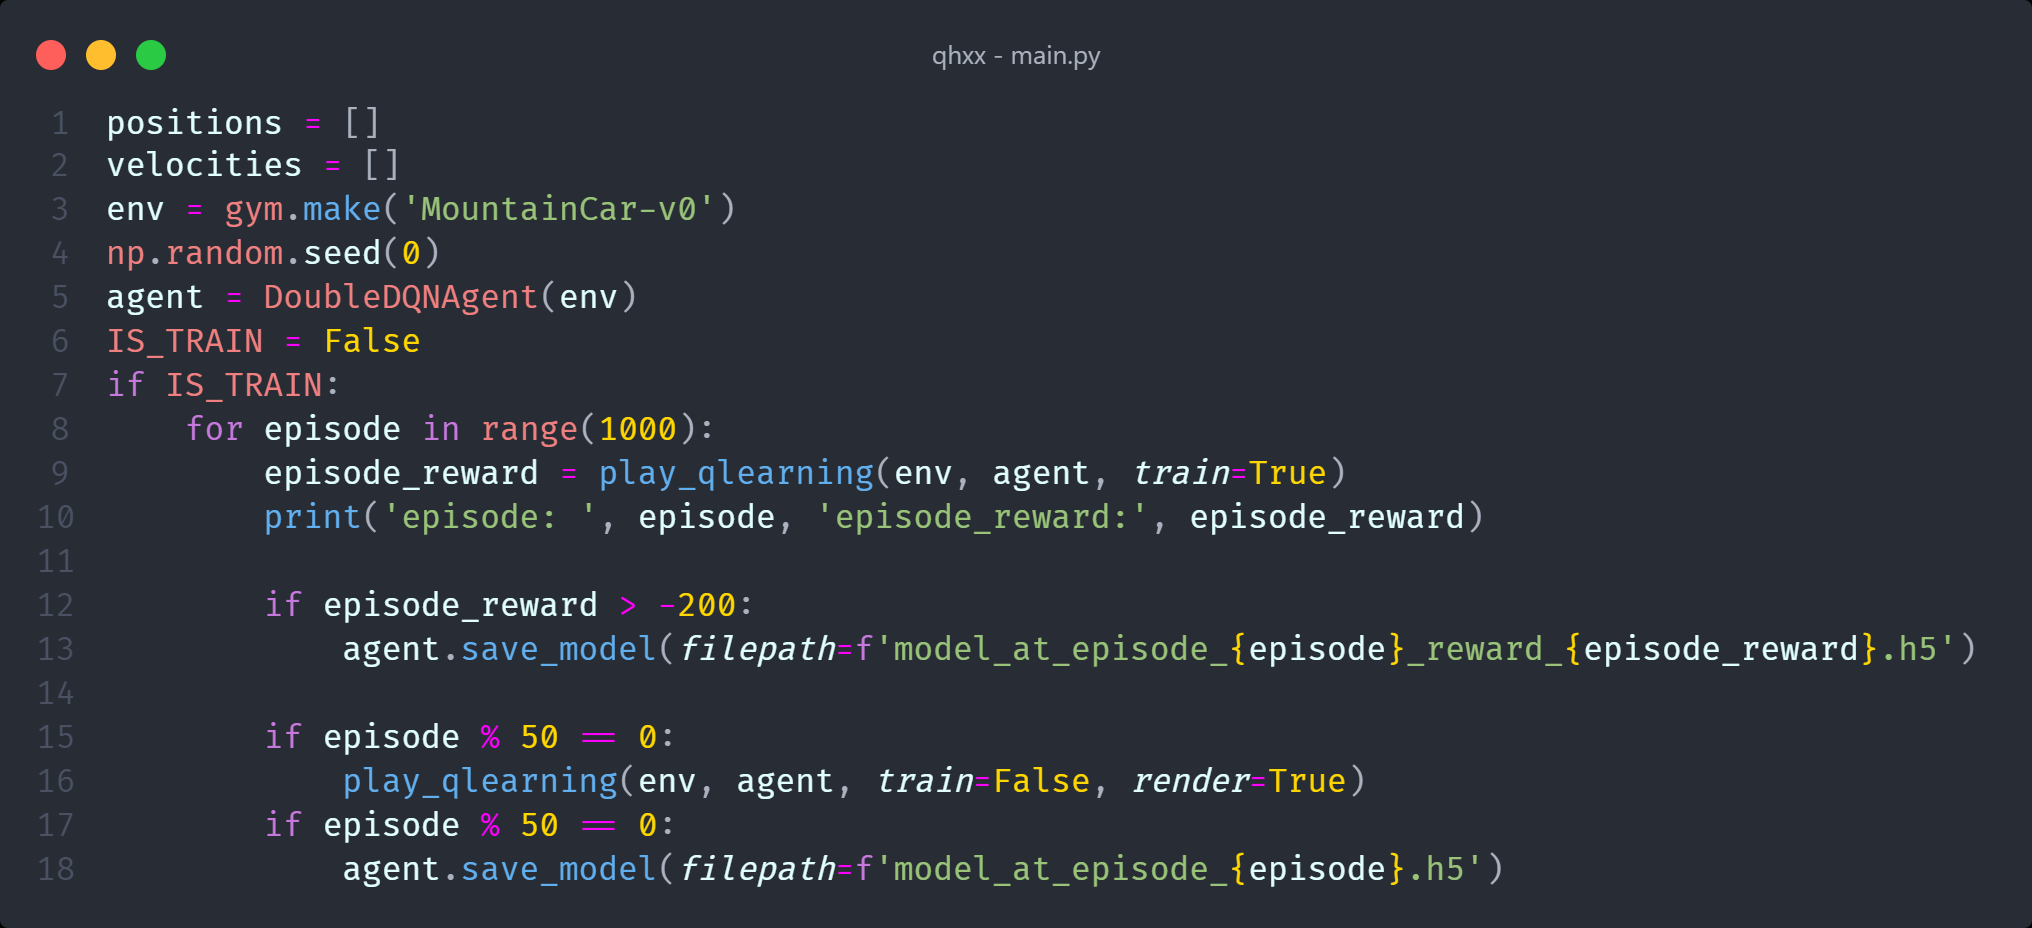 qhxx - main.py
1 positions = []
2 velocities = []
3 env = gym.make('MountainCar-v0')
4 np.random.seed(0)
5 agent = DoubleDQNAgent(env)
6 IS_TRAIN = False
7 if IS_TRAIN:
8     for episode in range(1000):
9         episode_reward = play_qlearning(env, agent, train=True)
10         print('episode: ', episode, 'episode_reward:', episode_reward)
11
12         if episode_reward > -200:
13             agent.save_model(filepath=f'model_at_episode_{episode}_reward_{episode_reward}.h5')
14
15         if episode % 50 == 0:
16             play_qlearning(env, agent, train=False, render=True)
17         if episode % 50 == 0:
18             agent.save_model(filepath=f'model_at_episode_{episode}.h5')